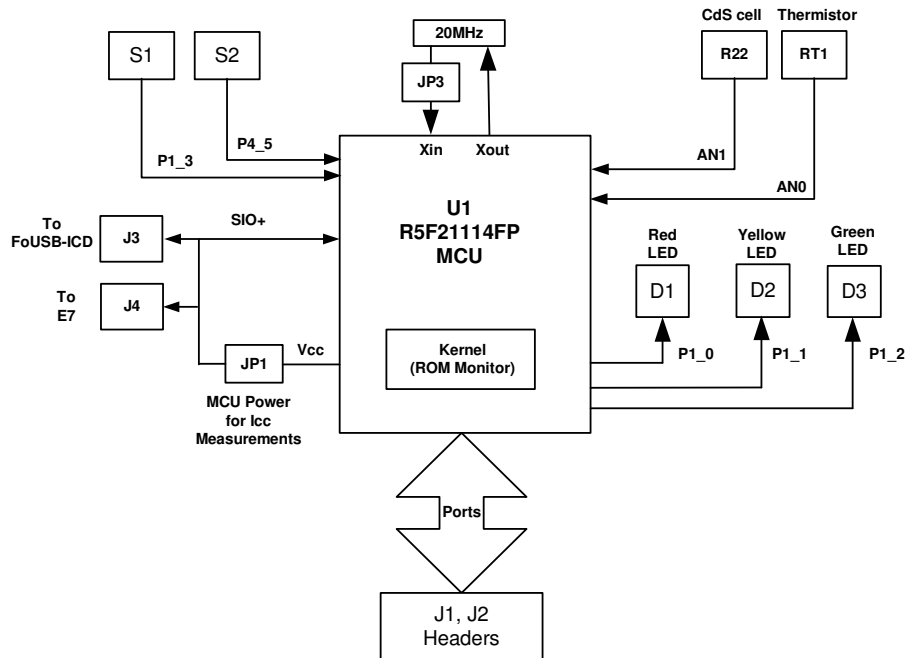 CdS cell
Thermistor
S1
S2
20MHz
R22
RT1
JP3
Xin
Xout
P4_5
P1_3
AN1
AN0
U1
R5F21114FP
MCU
To
FoUSB-ICD
J3
SIO+
To
E7
J4
Red
LED
Yellow
LED
Green
LED
D1
D2
D3
P1_0
P1_1
P1_2
Vcc
JP1
MCU Power
for Icc
Measurements
Kernel
(ROM Monitor)
Ports
J1, J2
Headers